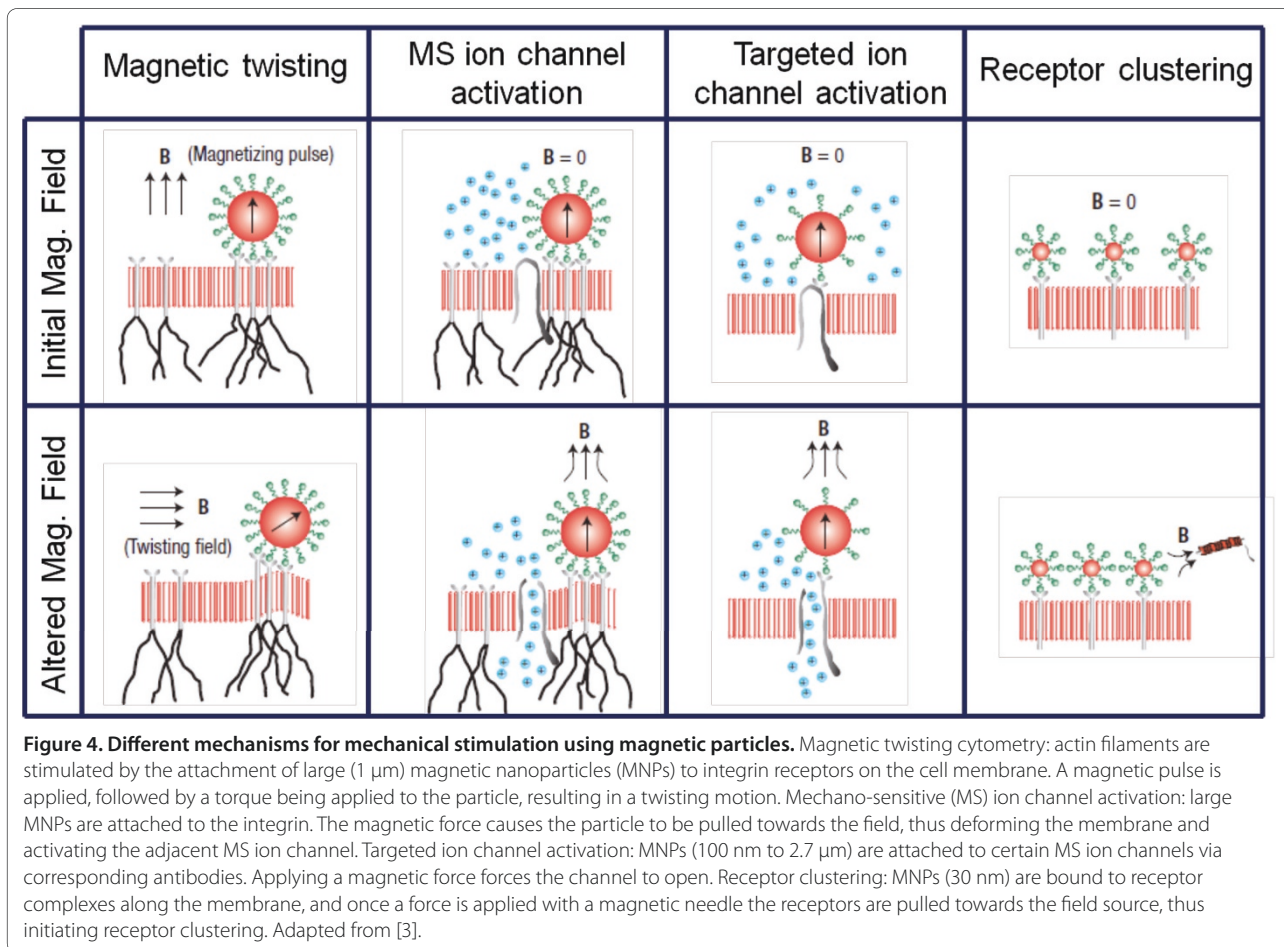 Magnetic twisting
MS ion channel
activation
Targeted ion
channel activation
Receptor clustering
Initial Mag. Field
B (Magnetizing pulse)
B = 0
B = 0
B = 0
Altered Mag. Field
B
(Twisting field)
B
B
B
Figure 4. Different mechanisms for mechanical stimulation using magnetic particles. Magnetic twisting cytometry: actin filaments are
stimulated by the attachment of large (1 µm) magnetic nanoparticles (MNPs) to integrin receptors on the cell membrane. A magnetic pulse is
applied, followed by a torque being applied to the particle, resulting in a twisting motion. Mechano-sensitive (MS) ion channel activation: large
MNPs are attached to the integrin. The magnetic force causes the particle to be pulled towards the field, thus deforming the membrane and
activating the adjacent MS ion channel. Targeted ion channel activation: MNPs (100 nm to 2.7 µm) are attached to certain MS ion channels via
corresponding antibodies. Applying a magnetic force forces the channel to open. Receptor clustering: MNPs (30 nm) are bound to receptor
complexes along the membrane, and once a force is applied with a magnetic needle the receptors are pulled towards the field source, thus
initiating receptor clustering. Adapted from [3].